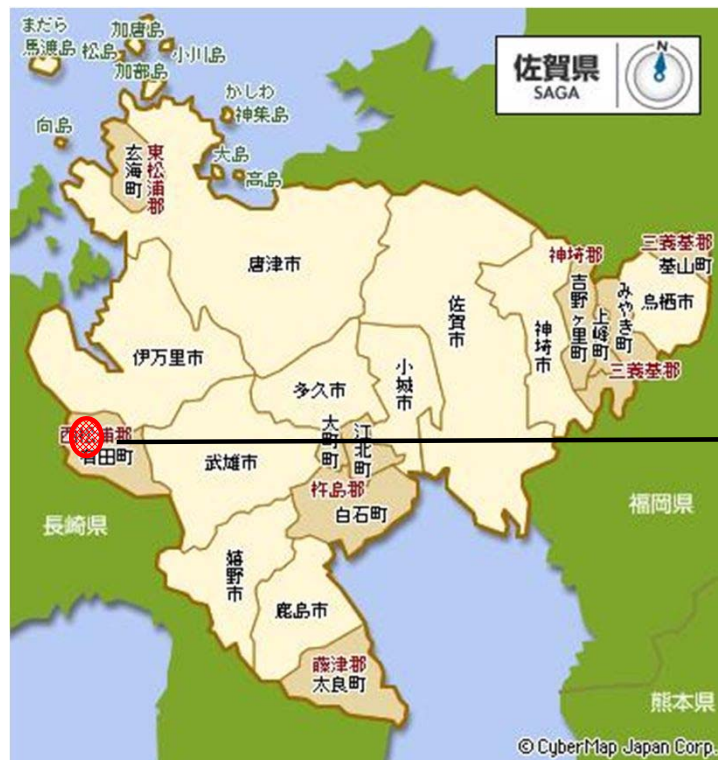 まだら
馬渡島
加唐島
松島
小川島
加部島
かしわ
神集島
向島
大島
高島
佐賀県
SAGA
N
東松浦郡
玄海町
唐津市
佐賀市
神埼郡
吉野ヶ里町
神埼市
上峰町
みやき町
三養基郡
基山町
鳥栖市
三養基郡
伊万里市
多久市
小城市
西松浦郡
有田町
武雄市
大町町
江北町
杵島郡
白石町
長崎県
福岡県
嬉野市
鹿島市
藤津郡
太良町
熊本県
© CyberMap Japan Corp.